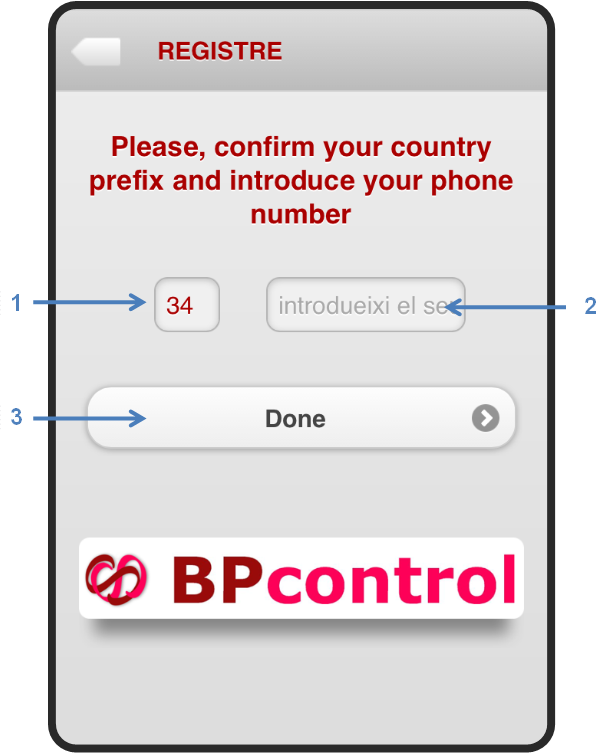 REGISTRE
Please, confirm your country
prefix and introduce your phone
number
1 34 introdueixi el se 2
3 Done
BPcontrol